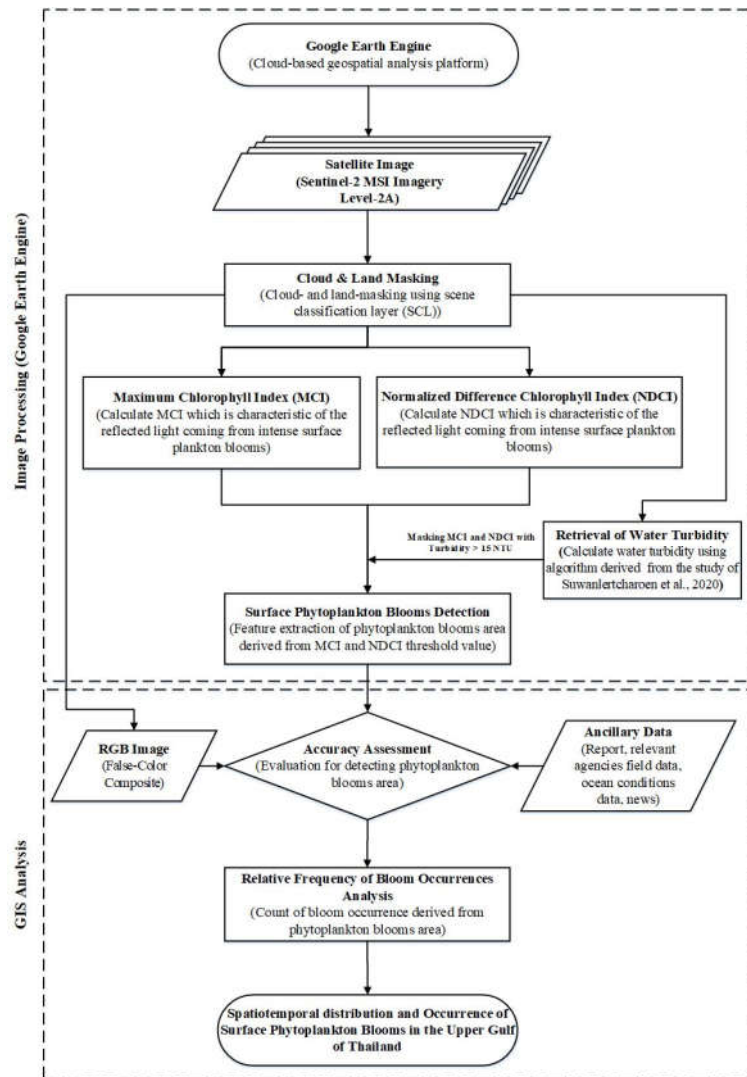 Google Earth Engine
(Cloud-based geospatial analysis platform)
Satellite Image
(Sentinel-2 MSI Imagery
Level-2A)
Cloud & Land Masking
(Cloud- and land-masking using scene
classification layer (SCL))
Maximum Chlorophyll Index (MCI)
(Calculate MCI which is characteristic of the
reflected light coming from intense surface
plankton blooms)
Normalized Difference Chlorophyll Index (NDCI)
(Calculate NDCI which is characteristic of the
reflected light coming from intense surface plankton
blooms)
Masking MCI and NDCI with
Turbidity > 15 NTU
Retrieval of Water Turbidity
(Calculate water turbidity using
algorithm derived from the study of
Suwanlertcharoen et al., 2020)
Surface Phytoplankton Blooms Detection
(Feature extraction of phytoplankton blooms area
derived from MCI and NDCI threshold value)
Image Processing (Google Earth Engine)
RGB Image
(False-Color
Composite)
Accuracy Assessment
(Evaluation for detecting phytoplankton
blooms area)
Ancillary Data
(Report, relevant
agencies field data,
ocean conditions
data, news)
Relative Frequency of Bloom Occurrences
Analysis
(Count of bloom occurrence derived from
phytoplankton blooms area)
Spatiotemporal distribution and Occurrence of
Surface Phytoplankton Blooms in the Upper Gulf
of Thailand
GIS Analysis